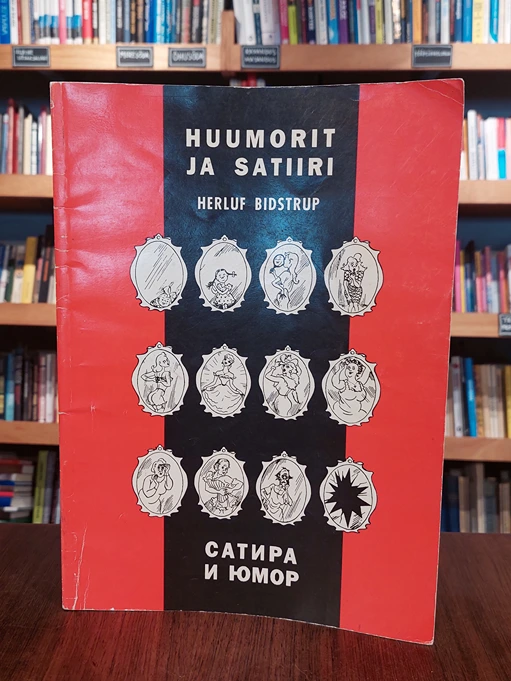 HUUMORIT
JA SATIIRI
HERLUF BIDSTRUP
САТИРА
И ЮМОР